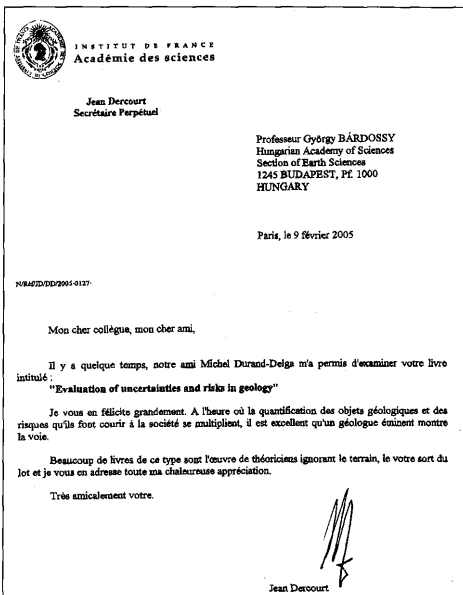 INSTITUT DE FRANCE
Académie des sciences
Jean Dercourt
Secrétaire Perpétuel
Professeur György BÁRDOSSY
Hungarian Academy of Sciences
Section of Earth Sciences
1245 BUDAPEST, Pf. 1000
HUNGARY
Paris, le 9 février 2005
N/Réf/JD/DD/2005-0127-
Mon cher collègue, mon cher ami,
Il y a quelque temps, notre ami Michel Durand-Delga m'a permis d'examiner votre livre
intitulé :
"Evaluation of uncertainties and risks in geology"
Je vous en félicite grandement. A l'heure où la quantification des objets géologiques et des
risques qu'ils font courir à la société se multiplient, il est excellent qu'un géologue éminent montre
la voie.
Beaucoup de livres de ce type sont l'œuvre de théoriciens ignorant le terrain, le votre sort du
lot et je vous en adresse toute ma chaleureuse appréciation.
Très amicalement votre.
Jean Dercourt